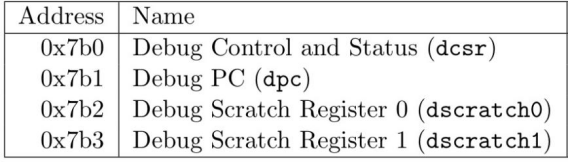 Address Name
0x7b0 Debug Control and Status (dcsr)
0x7b1 Debug PC (dpc)
0x7b2 Debug Scratch Register 0 (dscratch0)
0x7b3 Debug Scratch Register 1 (dscratch1)